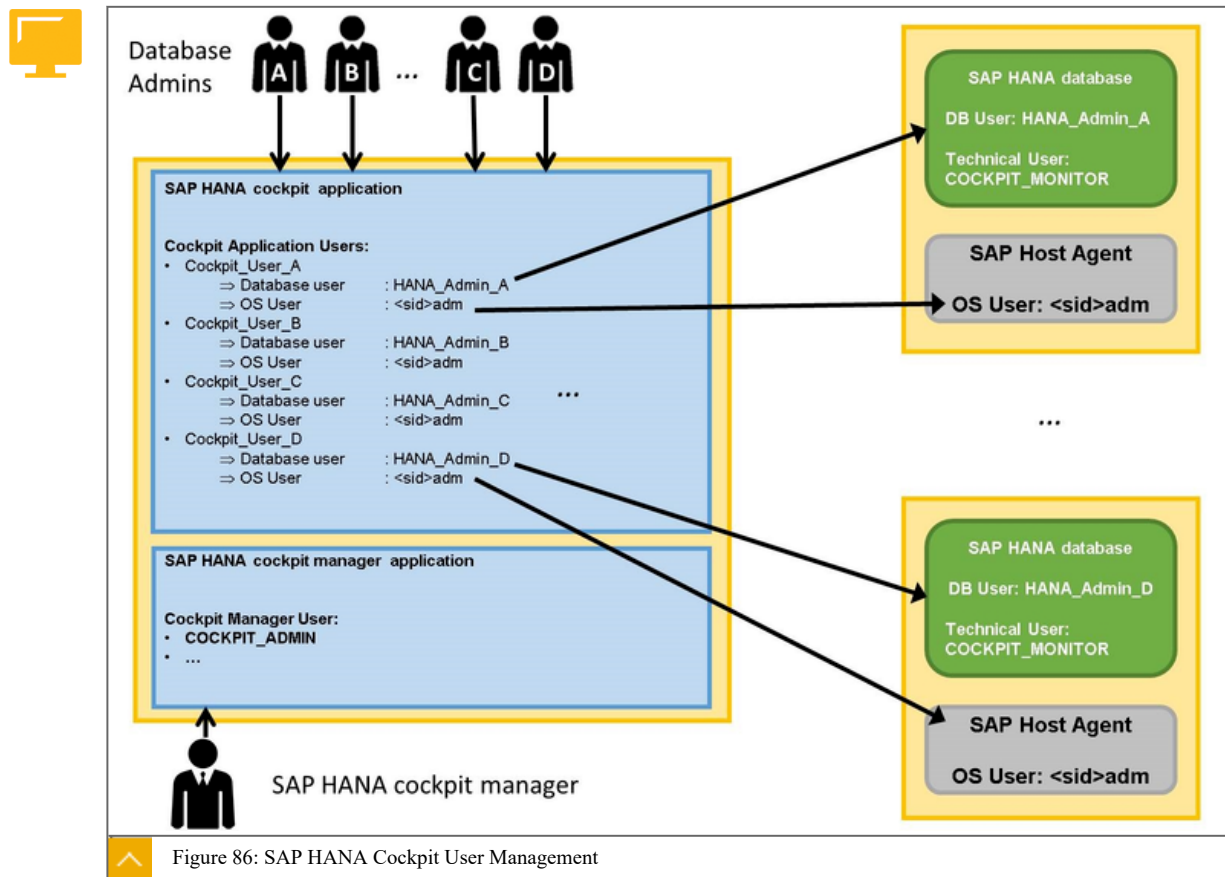 Database
Admins
A
B
...
C
D
SAP HANA cockpit application
Cockpit Application Users:
• Cockpit_User_A
⇒ Database user : HANA_Admin_A
⇒ OS User : <sid>adm
• Cockpit_User_B
⇒ Database user : HANA_Admin_B
⇒ OS User : <sid>adm
• Cockpit_User_C
⇒ Database user : HANA_Admin_C
⇒ OS User : <sid>adm
...
• Cockpit_User_D
⇒ Database user : HANA_Admin_D
⇒ OS User : <sid>adm
SAP HANA cockpit manager application
Cockpit Manager User:
• COCKPIT_ADMIN
• ...
SAP HANA cockpit manager
SAP HANA database
DB User: HANA_Admin_A
Technical User:
COCKPIT_MONITOR
SAP Host Agent
OS User: <sid>adm
...
SAP HANA database
DB User: HANA_Admin_D
Technical User:
COCKPIT_MONITOR
SAP Host Agent
OS User: <sid>adm
Figure 86: SAP HANA Cockpit User Management